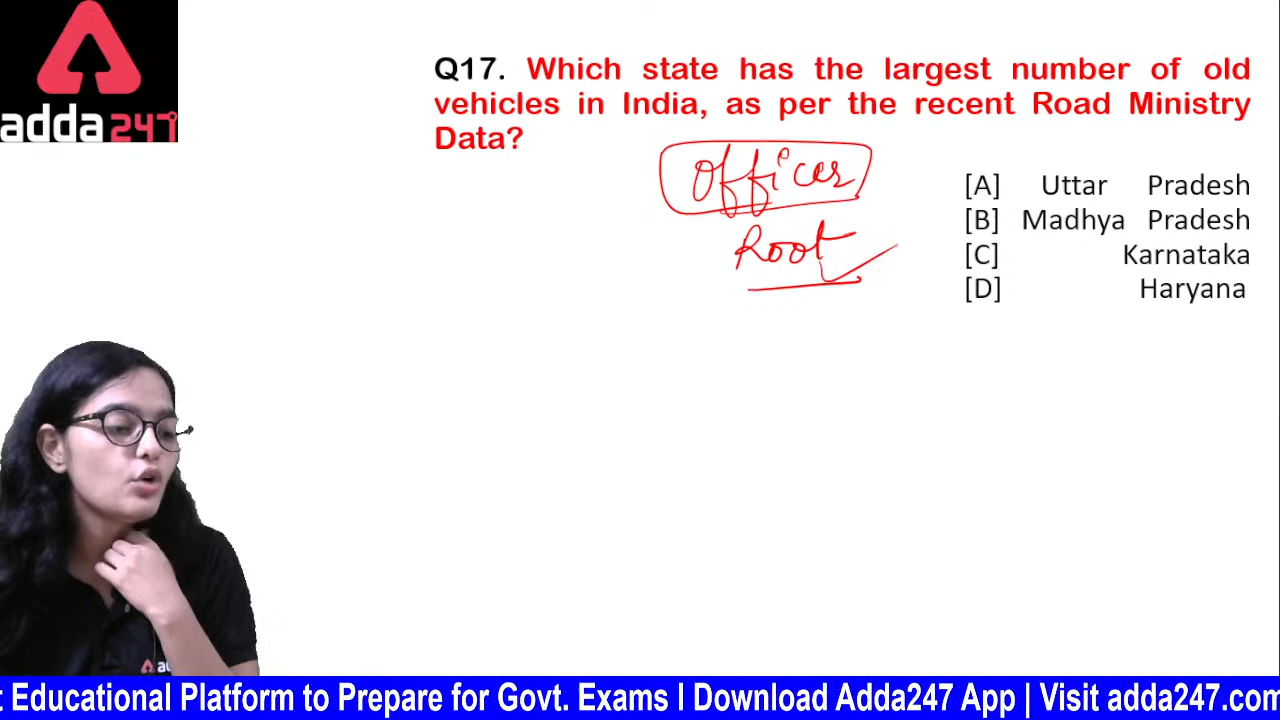 adda247
Q17. Which state has the largest number of old
vehicles in India, as per the recent Road Ministry
Data?
Officer
Root
[A] Uttar Pradesh
[B] Madhya Pradesh
[C] Karnataka
[D] Haryana
t Educational Platform to Prepare for Govt. Exams I Download Adda247 App | Visit adda247.com